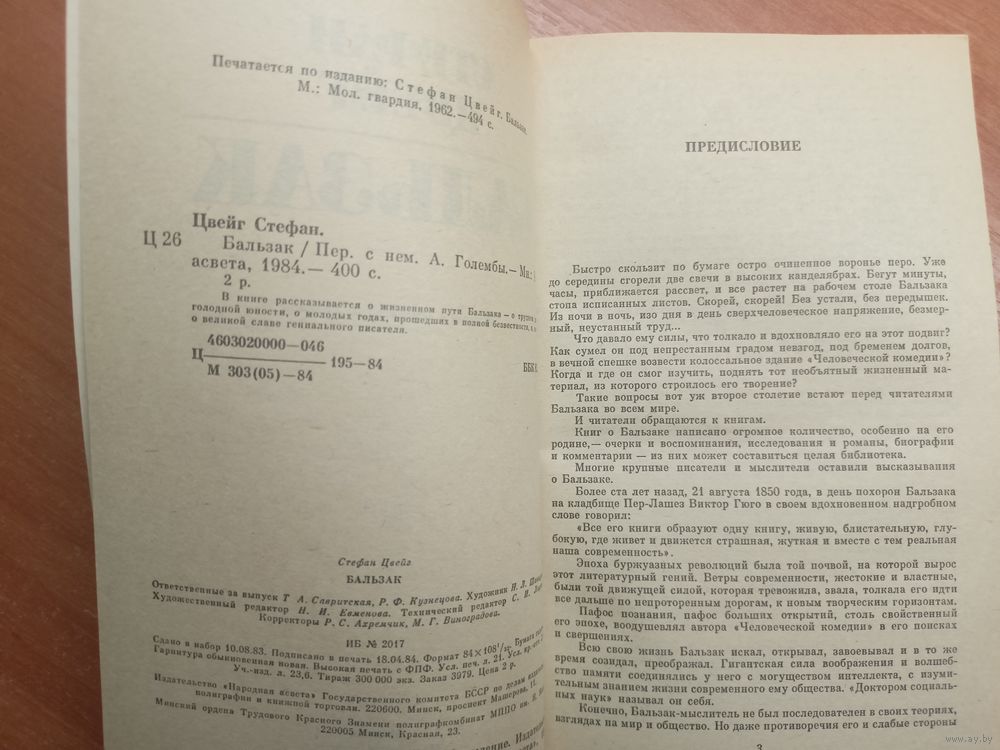 Печатается по изданию: Стефан Цвейг. Бальзак.
М.: Мол. гвардия, 1962.—494 с.
Цвейг Стефан.
Ц 26
Бальзак / Пер. с нем. А. Голембы.— Мн.:
асвета, 1984.— 400 с.
2 р.
В книге рассказывается о жизненном пути Бальзака — о
голодной юности, о молодых годах, прошедших в полной безвестности,
о великой славе гениального писателя.
4603020000—046
Ц 195—84
М 303(05)—84
ББК
Стефан Цвейг
БАЛЬЗАК
Ответственные за выпуск Т. А. Савритская, Р. Ф. Кузнецова. Художник Н. Л.
Художественный редактор Н. И. Евменова. Технический редактор С. И.
Корректоры Р. С. Ахремчик, М. Г. Виноградова.
ИБ № 2017
Сдано в набор 10.08.83. Подписано в печать 18.04.84. Формат 84×108 1/32. Бумага
Гарнитура обыкновенная новая. Высокая печать с ФПФ. Усл. печ. л. 21. Усл. кр.-отт.
Уч.-изд. л. 23,6. Тираж 300 000 экз. Заказ 3979. Цена 2 р.
Издательство «Народная асвета» Государственного комитета БССР по делам
полиграфии и книжной торговли. 220600. Минск, проспект Машерова, 11.
Минский ордена Трудового Красного Знамени полиграфкомбинат МППО им.
220005 Минск, Красная, 23.
ПРЕДИСЛОВИЕ
Быстро скользит по бумаге остро очиненное воронье перо. Уже
до середины сгорели две свечи в высоких канделябрах. Бегут минуты,
часы, приближается рассвет, и все растет на рабочем столе Бальзака
стопа исписанных листов. Скорей, скорей! Без устали, без передышек.
Из ночи в ночь, изо дня в день сверхчеловеческое напряжение, безмер-
ный, неустанный труд...
Что давало ему силы, что толкало и вдохновляло его на этот подвиг?
Как сумел он под непрестанным градом невзгод, под бременем долгов,
в вечной спешке возвести колоссальное здание «Человеческой комедии»?
Когда и где он смог изучить, поднять тот необъятный жизненный ма-
териал, из которого строилось его творение?
Такие вопросы вот уж второе столетие встают перед читателями
Бальзака во всем мире.
И читатели обращаются к книгам.
Книг о Бальзаке написано огромное количество, особенно на его
родине,— очерки и воспоминания, исследования и романы, биографии
и комментарии — из них может составиться целая библиотека.
Многие крупные писатели и мыслители оставили высказывания
о Бальзаке.
Более ста лет назад, 21 августа 1850 года, в день похорон Бальзака
на кладбище Пер-Лашез Виктор Гюго в своем вдохновенном надгробном
слове говорил:
«Все его книги образуют одну книгу, живую, блистательную, глу-
бокую, где живет и движется страшная, жуткая и вместе с тем реальная
наша современность».
Эпоха буржуазных революций была той почвой, на которой вырос
этот литературный гений. Ветры современности, жестокие и властные,
были той движущей силой, которая тревожила, звала, толкала его идти
все дальше по непроторенным дорогам, к новым творческим горизонтам.
Пафос познания, пафос больших открытий, столь свойственный
его эпохе, воодушевлял автора «Человеческой комедии» в его поисках
и свершениях.
Всю свою жизнь Бальзак искал, открывал, завоевывал и в то же
время созидал, преображал. Гигантская сила воображения и волшебст-
во памяти соединялись у него с могуществом интеллекта, с изуми-
тельным знанием жизни современного ему общества. «Доктором социаль-
ных наук» называл он себя.
Конечно, Бальзак-мыслитель не был последователен в своих теориях,
взглядах на мир и общество. Но даже противоречия его и слабые стороны
3
ay.by